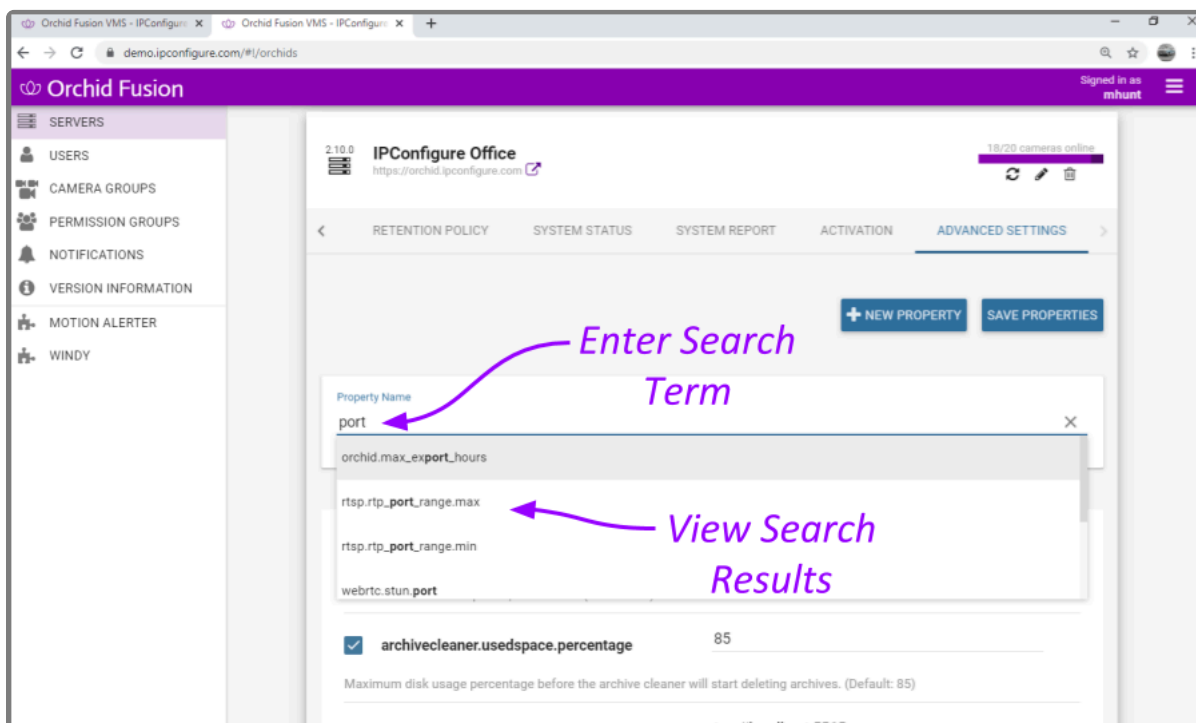 Orchid Fusion VMS - IPConfigure
Orchid Fusion VMS - IPConfigure
demo.ipconfigure.com/#!/orchids
Orchid Fusion
Signed in as
mhunt
SERVERS
USERS
CAMERA GROUPS
PERMISSION GROUPS
NOTIFICATIONS
VERSION INFORMATION
MOTION ALERTER
WINDY
2.10.0
IPConfigure Office
https://orchid.ipconfigure.com
18/20 cameras online
RETENTION POLICY
SYSTEM STATUS
SYSTEM REPORT
ACTIVATION
ADVANCED SETTINGS
NEW PROPERTY
SAVE PROPERTIES
Enter Search
Term
Property Name
port
orchid.max_export_hours
rtsp.rtp_port_range.max
rtsp.rtp_port_range.min
webrtc.stun.port
View Search
Results
archivecleaner.usedspace.percentage
85
Maximum disk usage percentage before the archive cleaner will start deleting archives. (Default: 85)